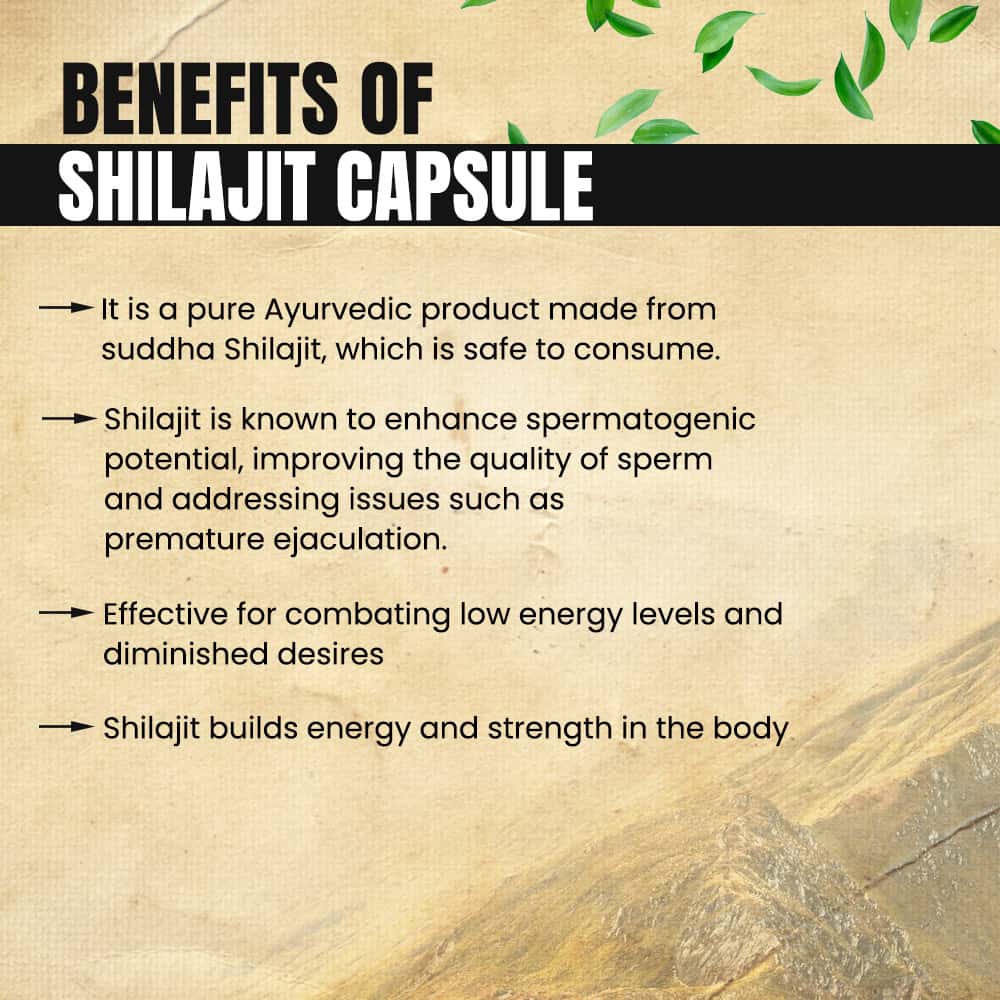 BENEFITS OF
SHILAJIT CAPSULE
It is a pure Ayurvedic product made from
suddha Shilajit, which is safe to consume.
Shilajit is known to enhance spermatogenic
potential, improving the quality of sperm
and addressing issues such as
premature ejaculation.
Effective for combating low energy levels and
diminished desires
Shilajit builds energy and strength in the body